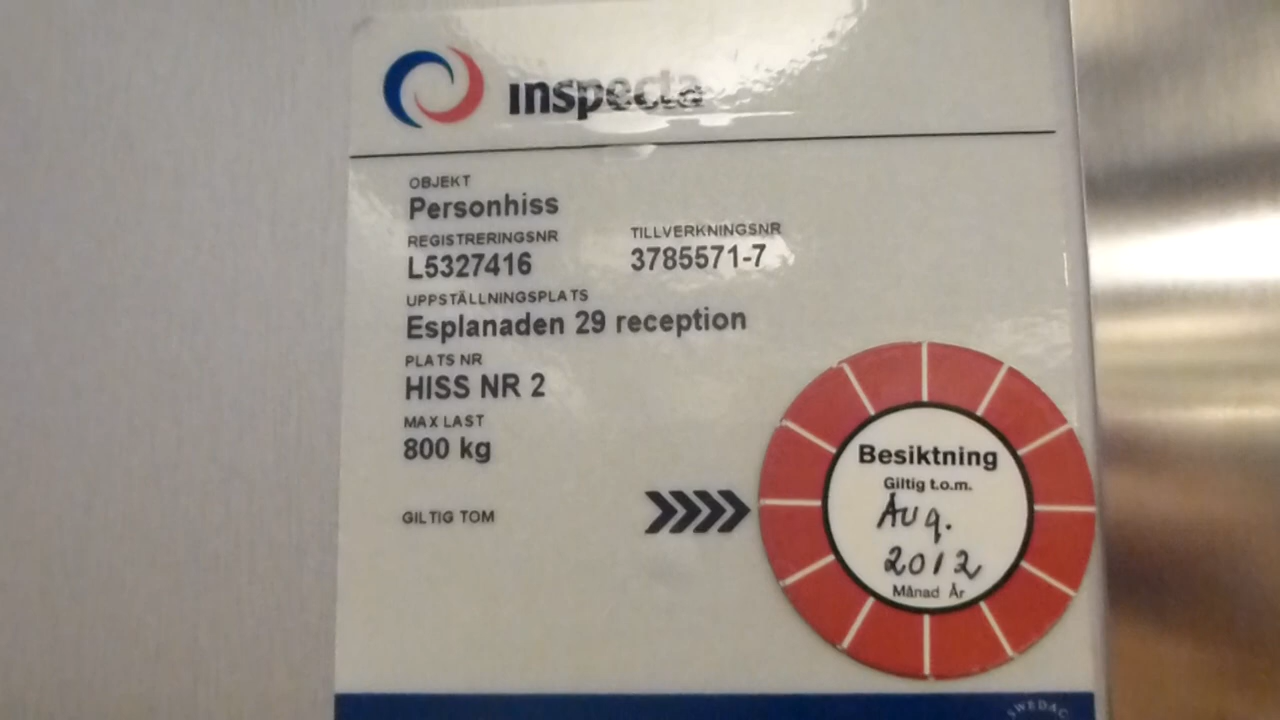 inspecta
OBJEKT
Personhiss
REGISTRERINGSNR TILLVERKNINGSNR
L5327416 3785571-7
UPPSTÄLLNINGSPLATS
Esplanaden 29 reception
PLATS NR
HISS NR 2
MAX LAST
800 kg
GILTIG TOM
Besiktning
Giltig t.o.m.
Aug.
2012
Månad År